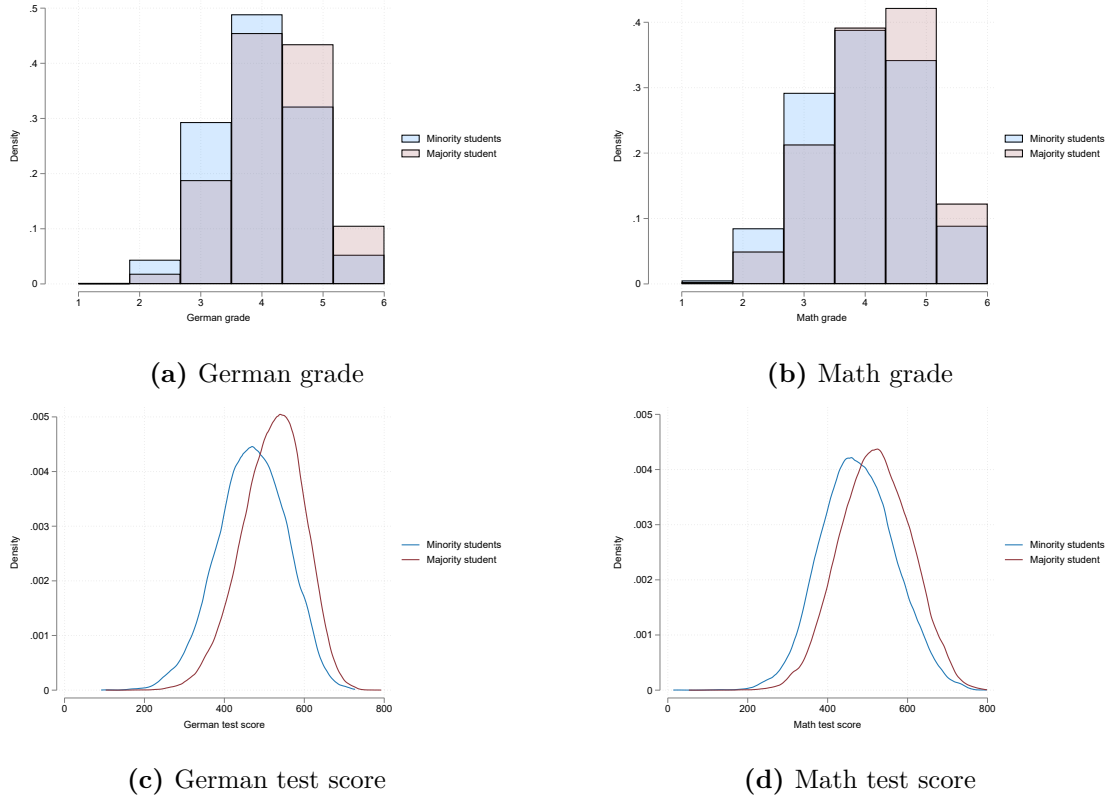 .5
.4
.3
.2
.1
0
Density
1 2 3 4 5 6
German grade
Minority students
Majority student
(a) German grade
.4
.3
.2
.1
0
Density
1 2 3 4 5 6
Math grade
Minority students
Majority student
(b) Math grade
.005
.004
.003
.002
.001
0
Density
0 200 400 600 800
German test score
Minority students
Majority student
(c) German test score
.005
.004
.003
.002
.001
0
Density
0 200 400 600 800
Math test score
Minority students
Majority student
(d) Math test score